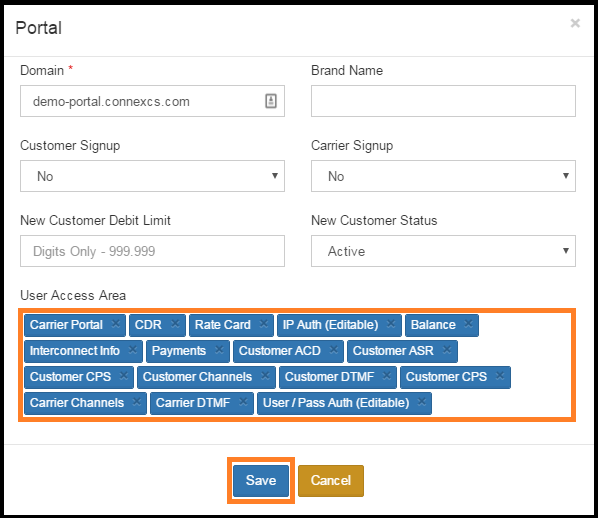 Portal ×
Domain * Brand Name
demo-portal.connexcs.com
Customer Signup Carrier Signup
No No
New Customer Debit Limit New Customer Status
Digits Only - 999.999 Active
User Access Area
Carrier Portal × CDR × Rate Card × IP Auth (Editable) × Balance ×
Interconnect Info × Payments × Customer ACD × Customer ASR ×
Customer CPS × Customer Channels × Customer DTMF × Customer CPS ×
Carrier Channels × Carrier DTMF × User / Pass Auth (Editable) ×
Save Cancel